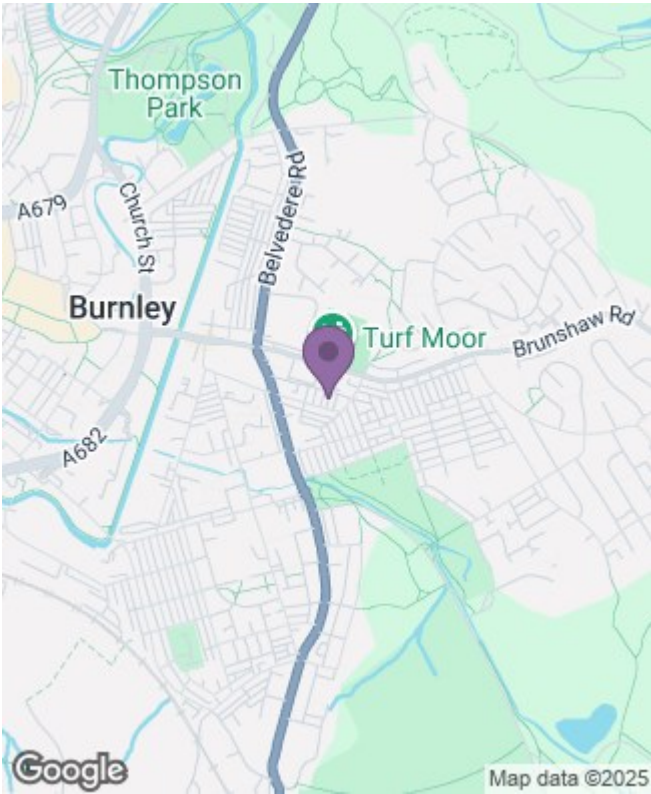 Thompson
Park
Belvedere Rd
A679
Church St
Burnley
Turf Moor
Brunshaw Rd
A682
Google
Map data ©2025